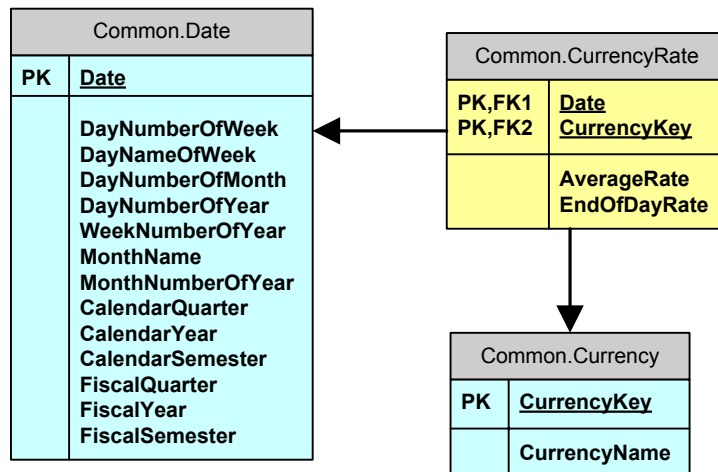 Common.Date
PK Date
DayNumberOfWeek
DayNameOfWeek
DayNumberOfMonth
DayNumberOfYear
WeekNumberOfYear
MonthName
MonthNumberOfYear
CalendarQuarter
CalendarYear
CalendarSemester
FiscalQuarter
FiscalYear
FiscalSemester
Common.CurrencyRate
PK,FK1 Date
PK,FK2 CurrencyKey
AverageRate
EndOfDayRate
Common.Currency
PK CurrencyKey
CurrencyName